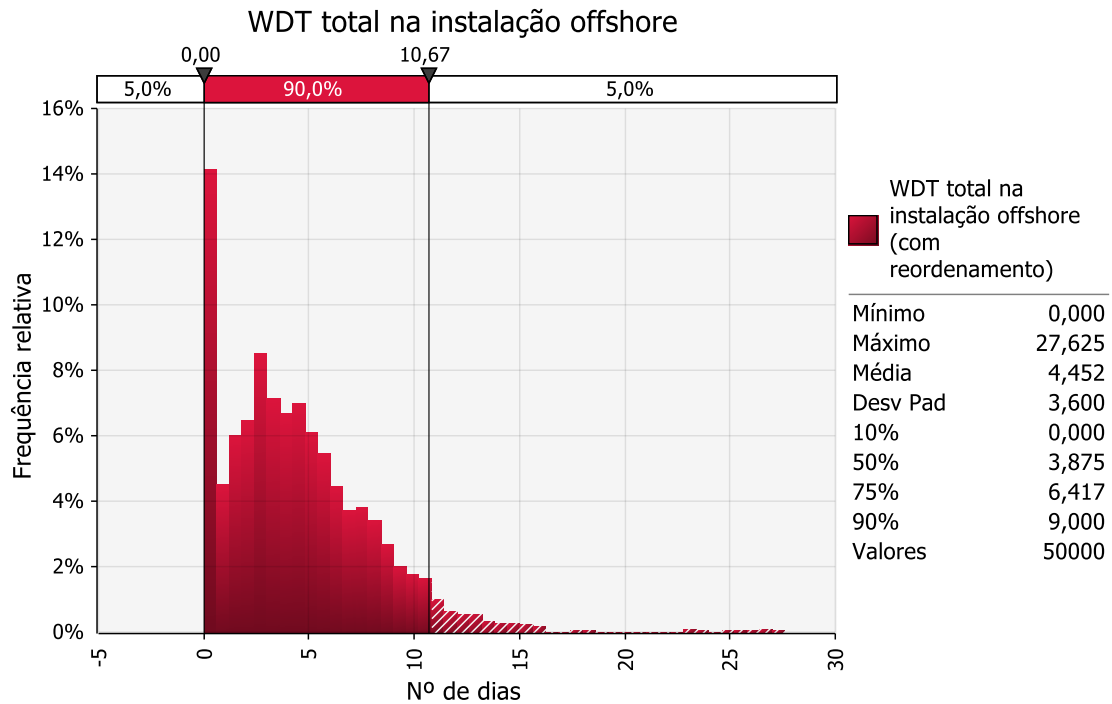 WDT total na instalação offshore
0,00 10,67
5,0% 90,0% 5,0%
16%
14%
12%
10%
8%
6%
4%
2%
0%
Frequência relativa
-5 0 5 10 15 20 25 30
Nº de dias
WDT total na
instalação offshore
(com
reordenamento)
Mínimo 0,000
Máximo 27,625
Média 4,452
Desv Pad 3,600
10% 0,000
50% 3,875
75% 6,417
90% 9,000
Valores 50000